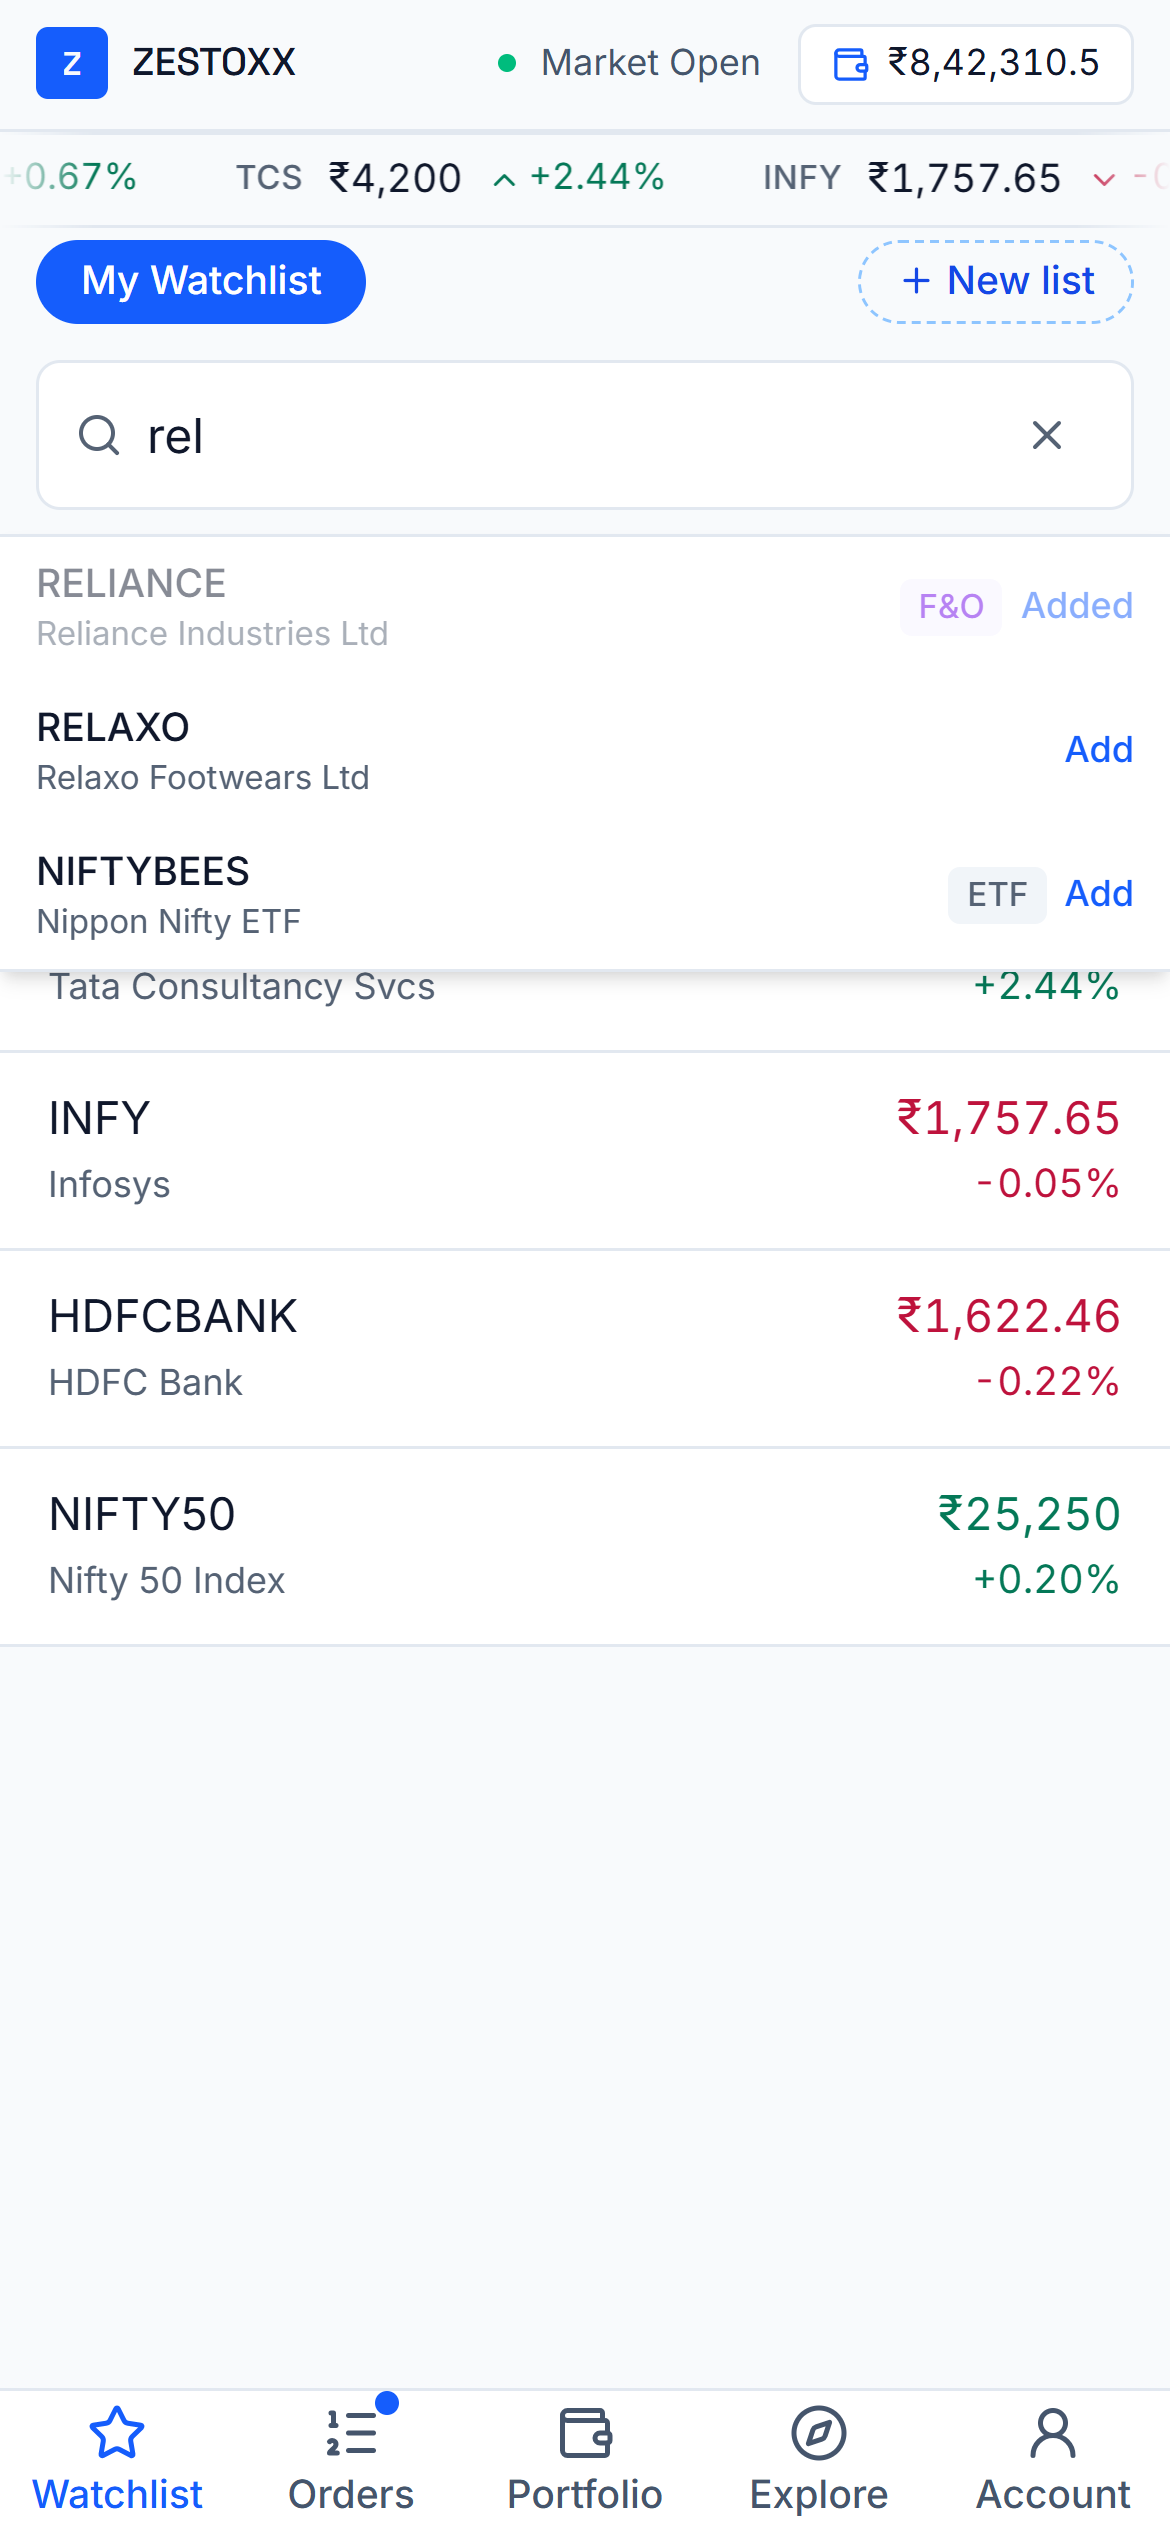 Z ZESTOXX Market Open ₹8,42,310.5
+0.67% TCS ₹4,200 +2.44% INFY ₹1,757.65
My Watchlist + New list
rel
RELIANCE
Reliance Industries Ltd
F&O Added
RELAXO
Relaxo Footwears Ltd
Add
NIFTYBEES
Nippon Nifty ETF
ETF Add
Tata Consultancy Svcs +2.44%
INFY ₹1,757.65
Infosys -0.05%
HDFCBANK ₹1,622.46
HDFC Bank -0.22%
NIFTY50 ₹25,250
Nifty 50 Index +0.20%
Watchlist Orders Portfolio Explore Account